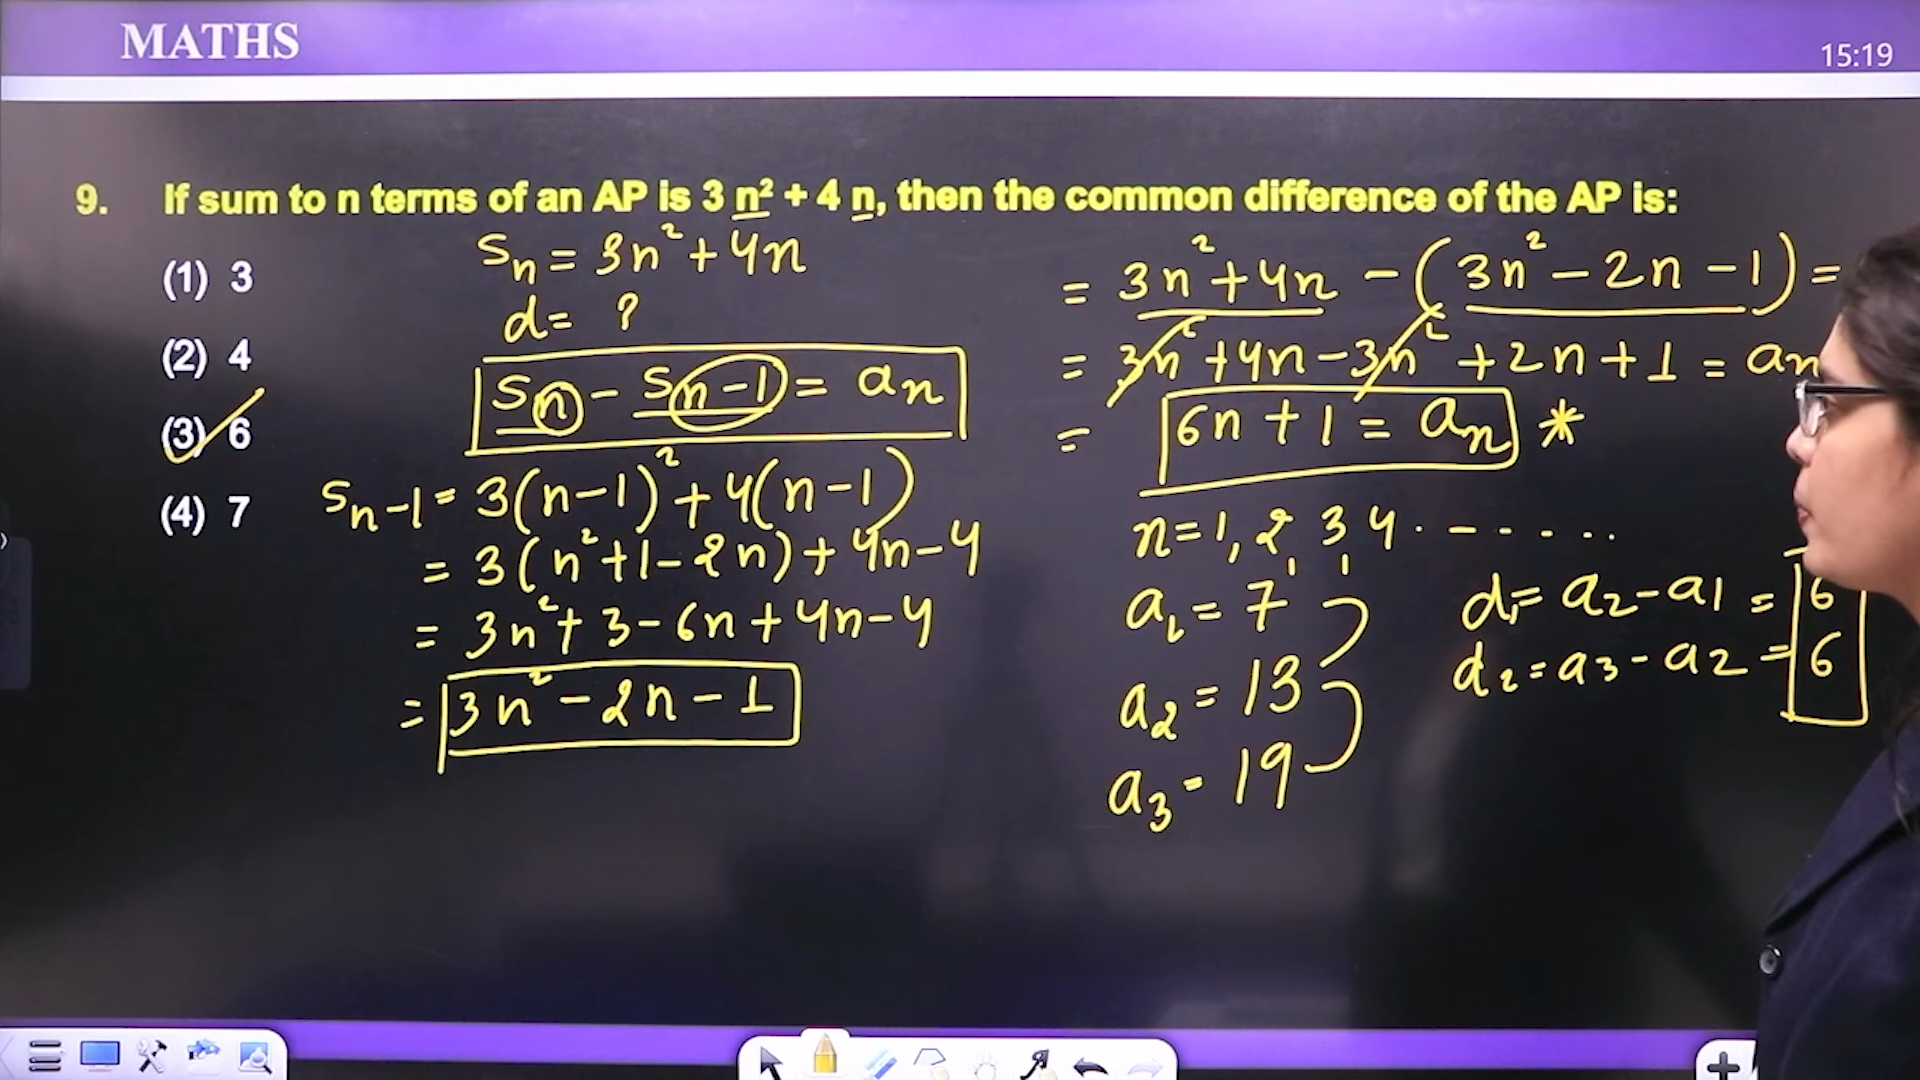 MATHS
15:19
9. If sum to n terms of an AP is 3 n² + 4 n, then the common difference of the AP is:
(1) 3
(2) 4
(3) 6
(4) 7
Sn = 3n² + 4n
d = ?
Sn - Sn-1 = an
Sn-1 = 3(n-1)² + 4(n-1)
= 3(n²+1-2n) + 4n-4
= 3n²+3-6n+4n-4
= 3n²-2n-1
= 3n²+4n - (3n²-2n-1) =
= 3n²+4n-3n²+2n+1 = an
= 6n+1 = an *
n=1, 2, 3, 4 . - - - - ..
a1 = 7
a2 = 13
a3 = 19
d1 = a2-a1 = 6
d2 = a3-a2 = 6